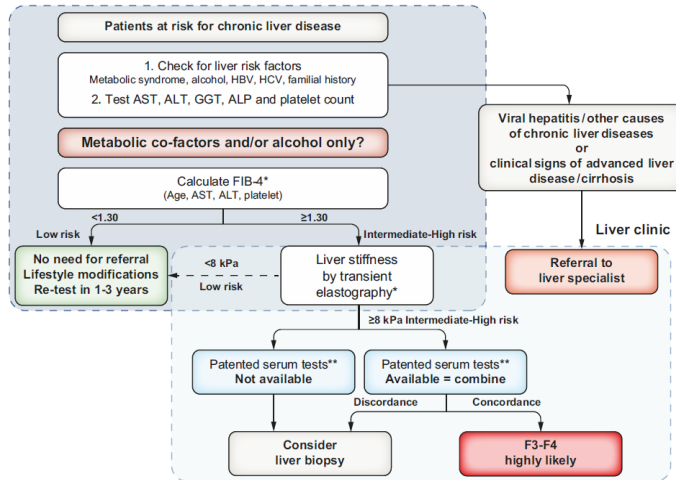 Patients at risk for chronic liver disease
1. Check for liver risk factors
Metabolic syndrome, alcohol, HBV, HCV, familial history
2. Test AST, ALT, GGT, ALP and platelet count
Metabolic co-factors and/or alcohol only?
Viral hepatitis/other causes
of chronic liver diseases
or
clinical signs of advanced liver
disease/cirrhosis
Calculate FIB-4*
(Age, AST, ALT, platelet)
<1.30
≥1.30
Low risk
Intermediate-High risk
Liver clinic
No need for referral
Lifestyle modifications
Re-test in 1-3 years
<8 kPa
Low risk
Liver stiffness
by transient
elastography*
Referral to
liver specialist
≥8 kPa Intermediate-High risk
Patented serum tests**
Not available
Patented serum tests**
Available = combine
Discordance
Concordance
Consider
liver biopsy
F3-F4
highly likely